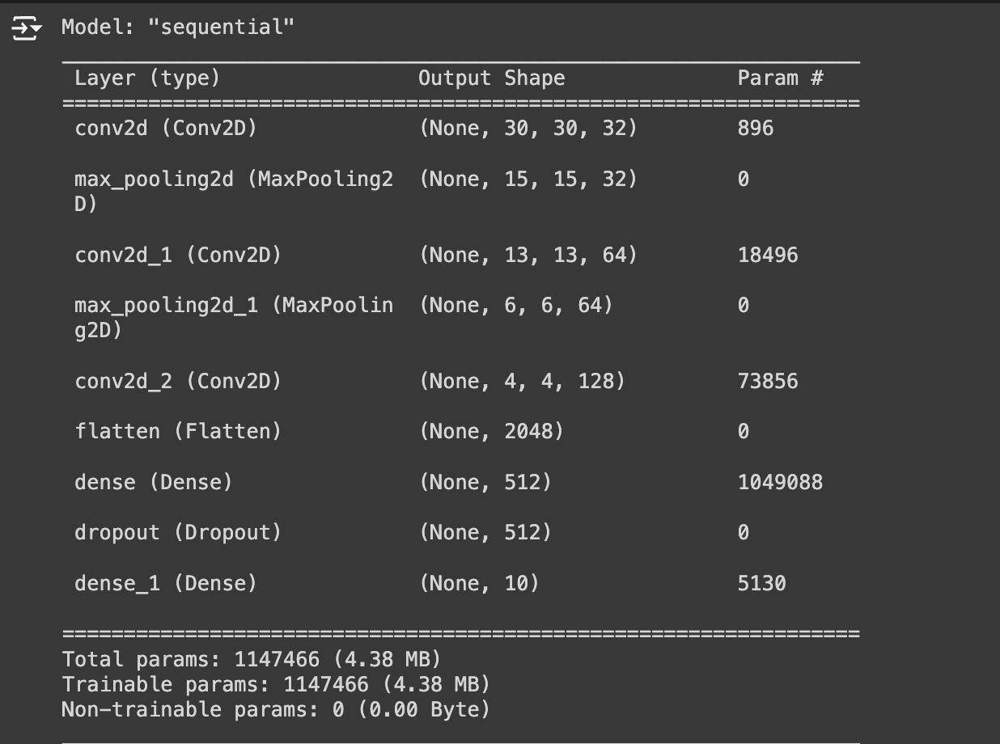 Model: "sequential"
Layer (type) Output Shape Param #
=================================================================
conv2d (Conv2D) (None, 30, 30, 32) 896
max_pooling2d (MaxPooling2 (None, 15, 15, 32) 0
D)
conv2d_1 (Conv2D) (None, 13, 13, 64) 18496
max_pooling2d_1 (MaxPoolin (None, 6, 6, 64) 0
g2D)
conv2d_2 (Conv2D) (None, 4, 4, 128) 73856
flatten (Flatten) (None, 2048) 0
dense (Dense) (None, 512) 1049088
dropout (Dropout) (None, 512) 0
dense_1 (Dense) (None, 10) 5130
=================================================================
Total params: 1147466 (4.38 MB)
Trainable params: 1147466 (4.38 MB)
Non-trainable params: 0 (0.00 Byte)